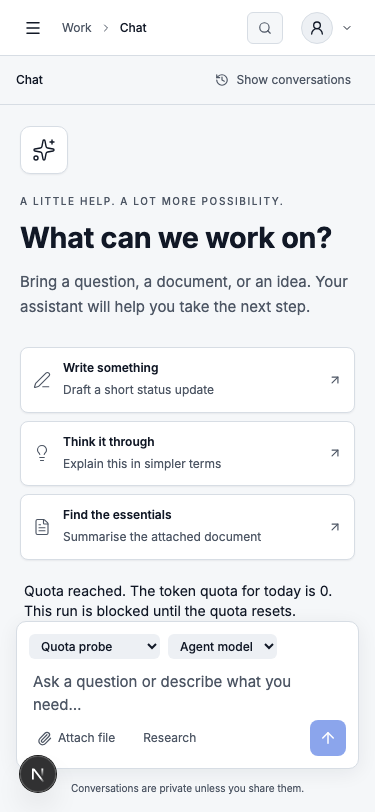 Work
Chat
Chat
Show conversations
A LITTLE HELP. A LOT MORE POSSIBILITY.
What can we work on?
Bring a question, a document, or an idea. Your
assistant will help you take the next step.
Write something
Draft a short status update
Think it through
Explain this in simpler terms
Find the essentials
Summarise the attached document
Quota reached. The token quota for today is 0.
This run is blocked until the quota resets.
Quota probe
Agent model
Ask a question or describe what you
need...
Attach file
Research
N
Conversations are private unless you share them.